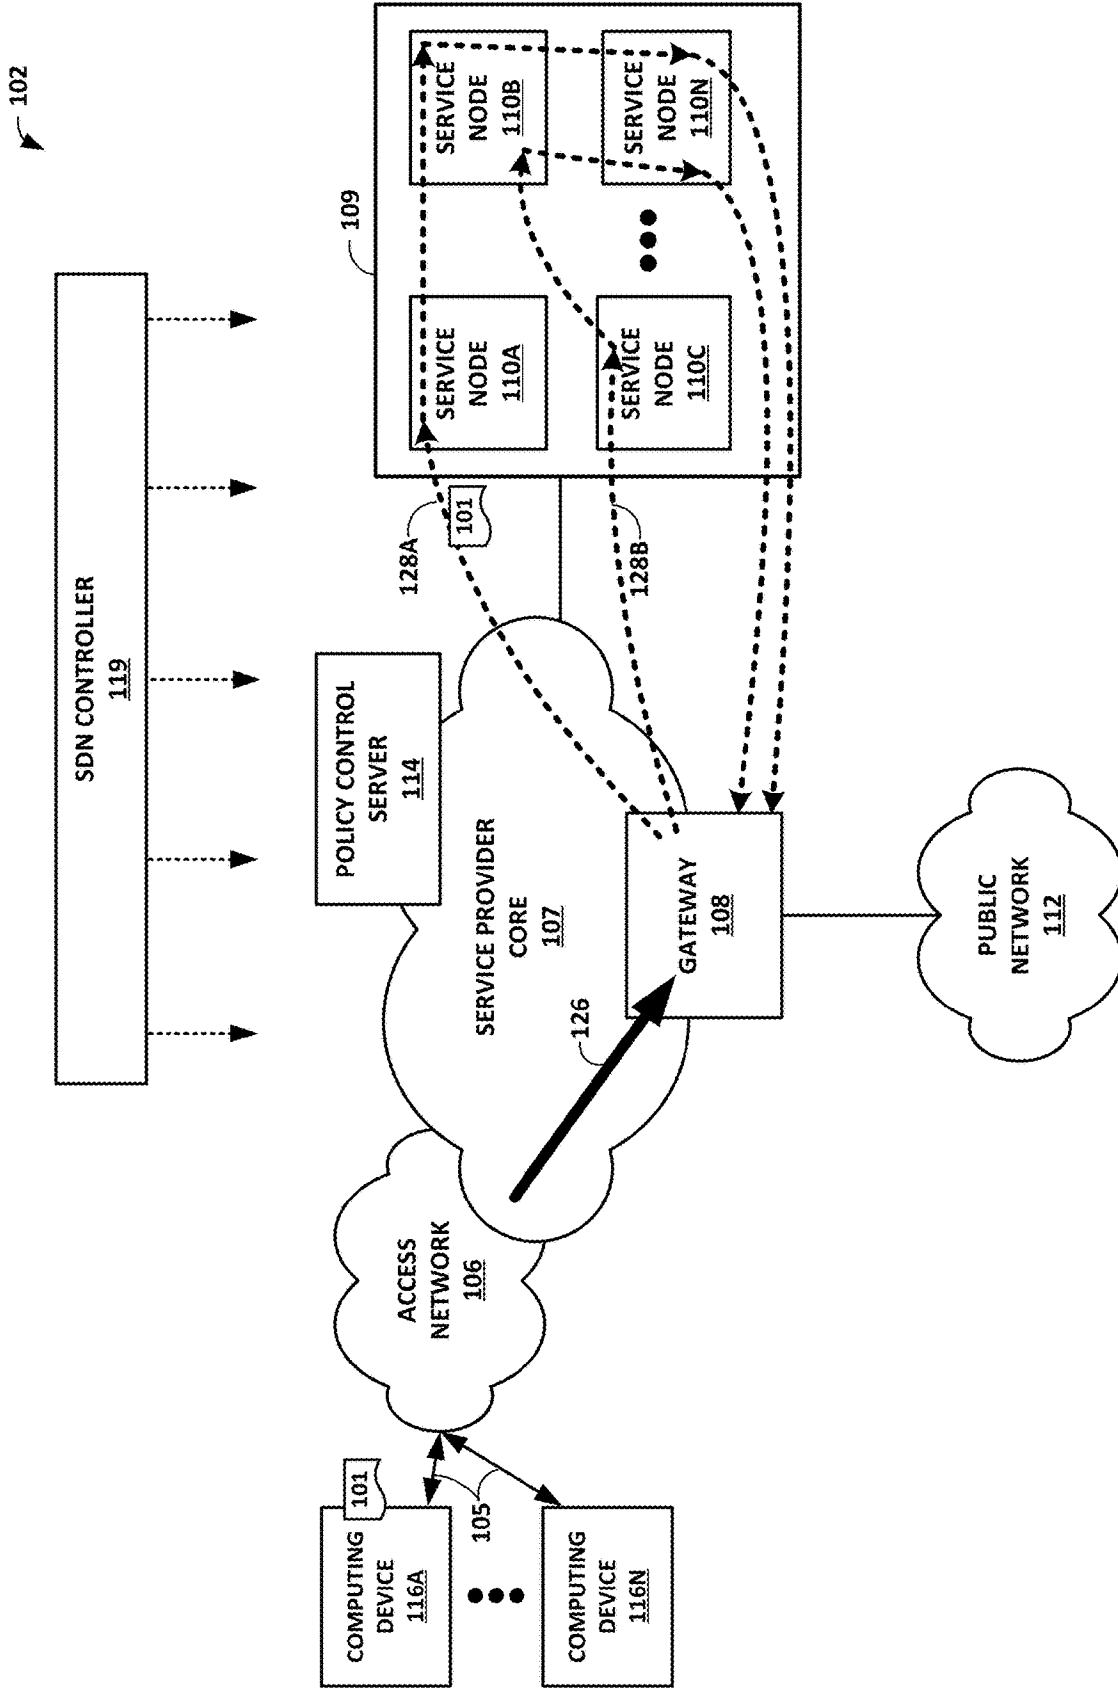 102
SDN CONTROLLER
119
POLICY CONTROL
SERVER
114
109
SERVICE
NODE
110A
SERVICE
NODE
110B
SERVICE
NODE
110C
SERVICE
NODE
110N
128A
101
128B
COMPUTING
DEVICE
116A
101
105
COMPUTING
DEVICE
116N
ACCESS
NETWORK
106
SERVICE PROVIDER
CORE
107
126
GATEWAY
108
PUBLIC
NETWORK
112